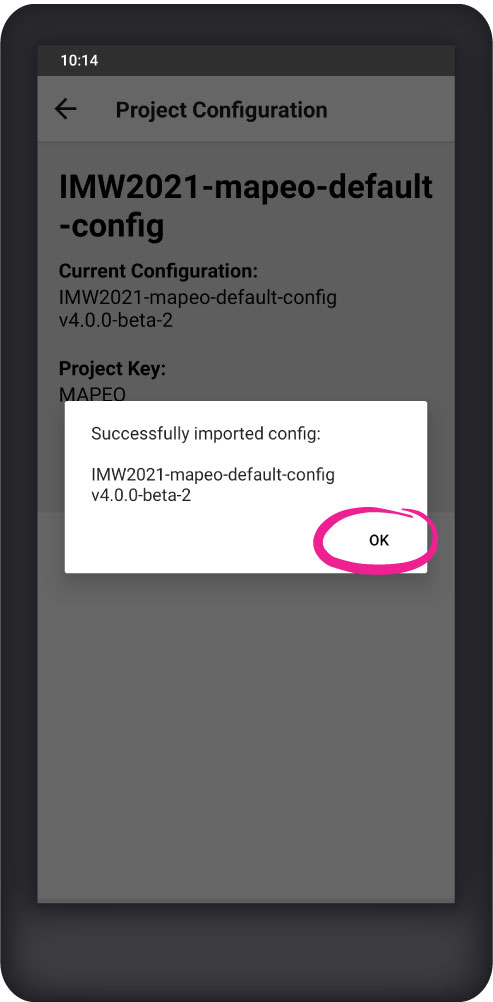 10:14
Project Configuration
IMW2021-mapeo-default
-config
Current Configuration:
IMW2021-mapeo-default-config
v4.0.0-beta-2
Project Key:
MAPEO
Successfully imported config:
IMW2021-mapeo-default-config
v4.0.0-beta-2
OK